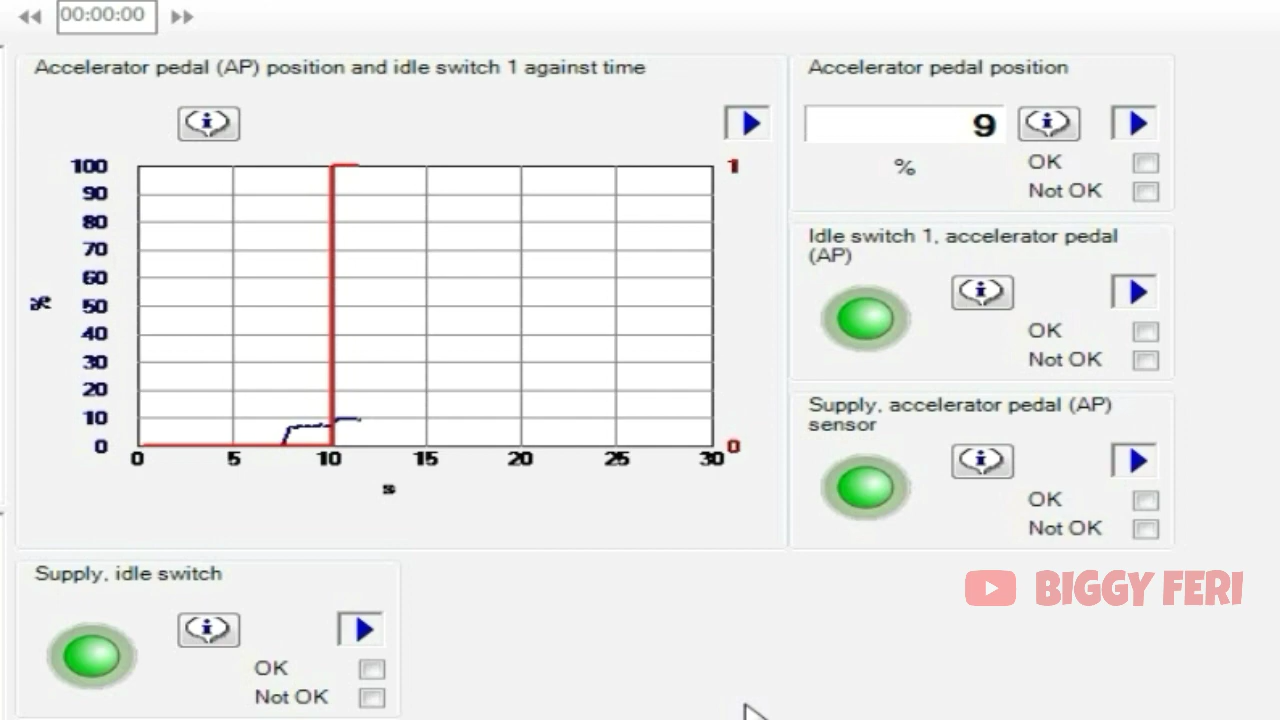 00:00:00
Accelerator pedal (AP) position and idle switch 1 against time
100
90
80
70
60
50
40
30
20
10
0
%
0 5 10 15 20 25 30
s
1
0
Accelerator pedal position
9
%
OK
Not OK
Idle switch 1, accelerator pedal
(AP)
OK
Not OK
Supply, accelerator pedal (AP)
sensor
OK
Not OK
Supply, idle switch
OK
Not OK
BIGGY FERI